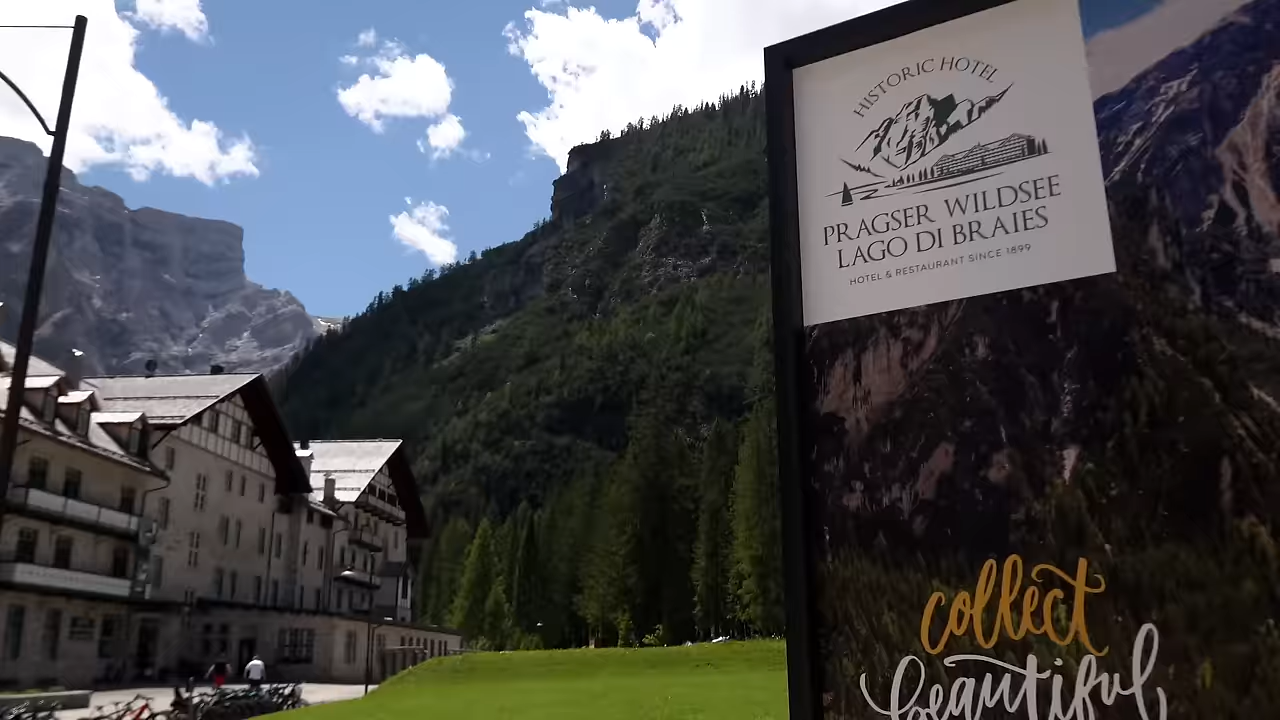 HISTORIC HOTEL
PRAGSER WILDSEE
LAGO DI BRAIES
HOTEL & RESTAURANT SINCE 1899
collect
beautiful